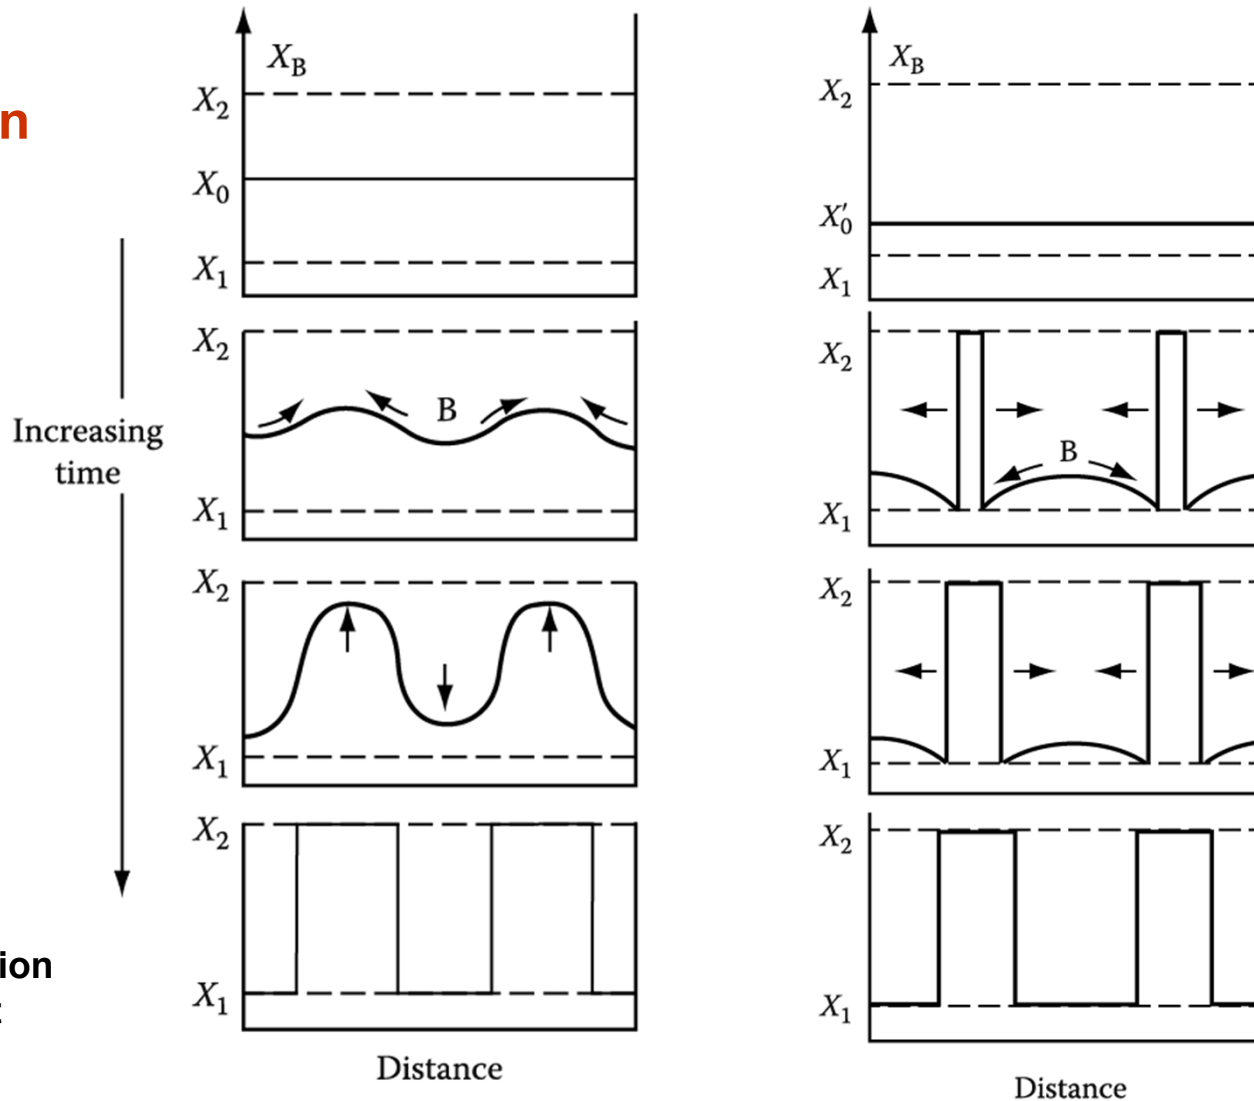 n
X_B
X_2
X_0
X_1
X_2
B
X_1
X_2
X_1
X_2
X_1
Distance
Increasing
time
ion
X_B
X_2
X′_0
X_1
X_2
B
X_1
X_2
X_1
X_2
X_1
Distance